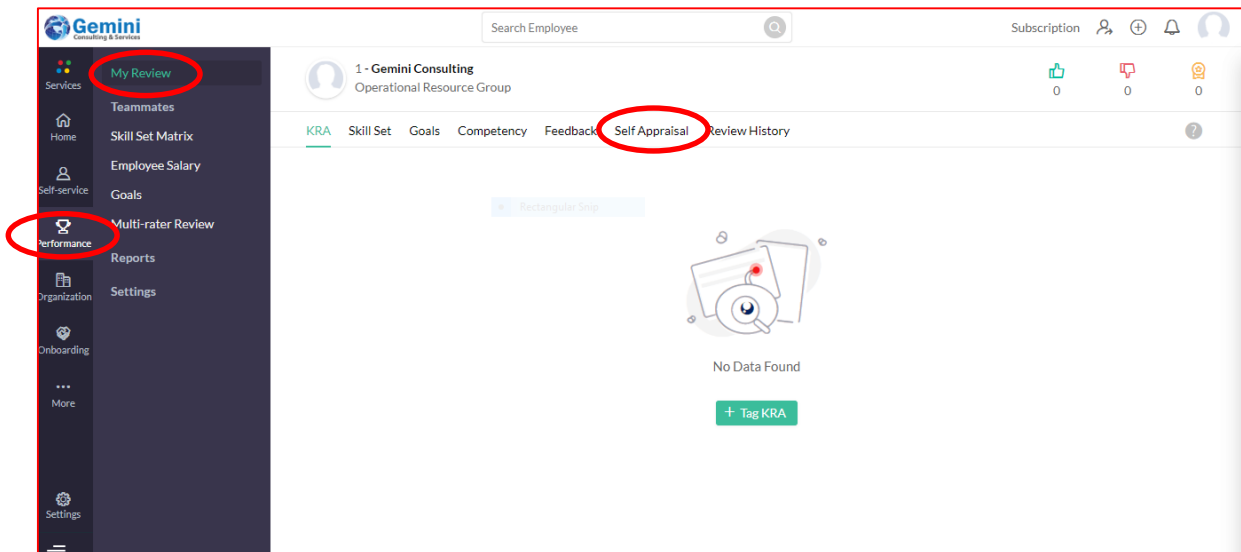 Gemini
Consulting & Services
Search Employee
Subscription
Services
Home
Self-service
Performance
Organization
Onboarding
More
Settings
My Review
Teammates
Skill Set Matrix
Employee Salary
Goals
Multi-rater Review
Reports
Settings
1 - Gemini Consulting
Operational Resource Group
0 0 0
KRA Skill Set Goals Competency Feedback Self Appraisal Review History
?
Rectangular Snip
No Data Found
+ Tag KRA